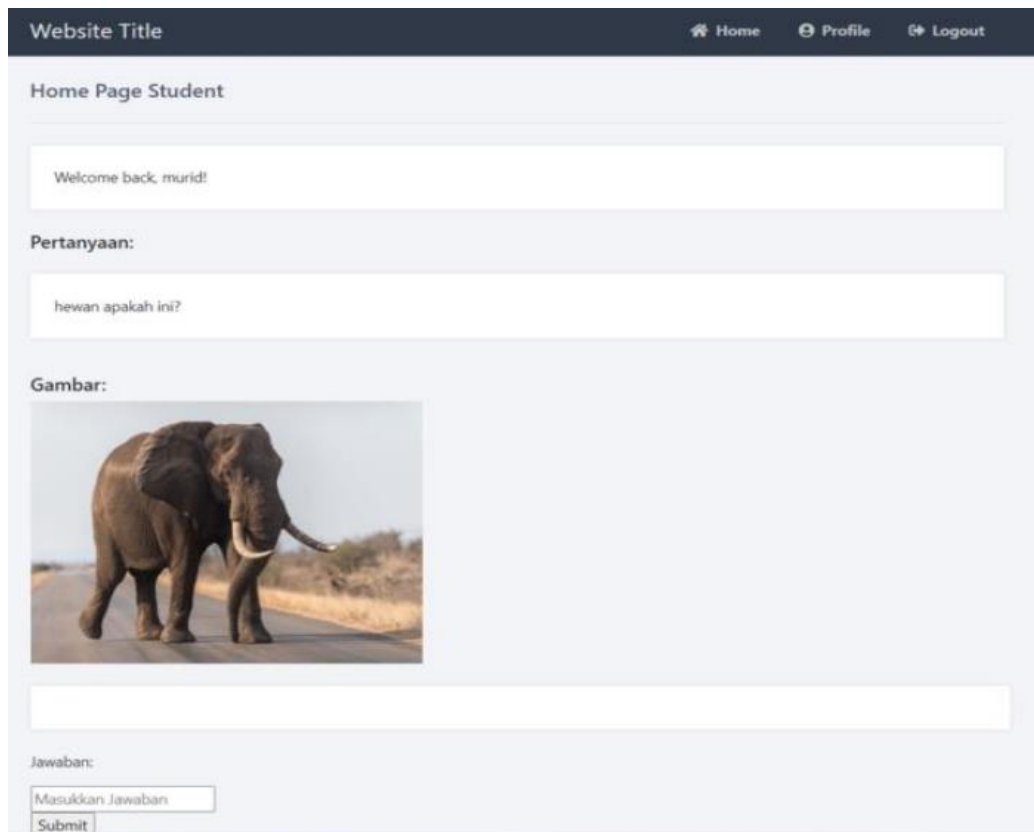 Website Title
Home
Profile
Logout
Home Page Student
Welcome back, murid!
Pertanyaan:
hewan apakah ini?
Gambar:
Jawaban:
Masukkan Jawaban
Submit